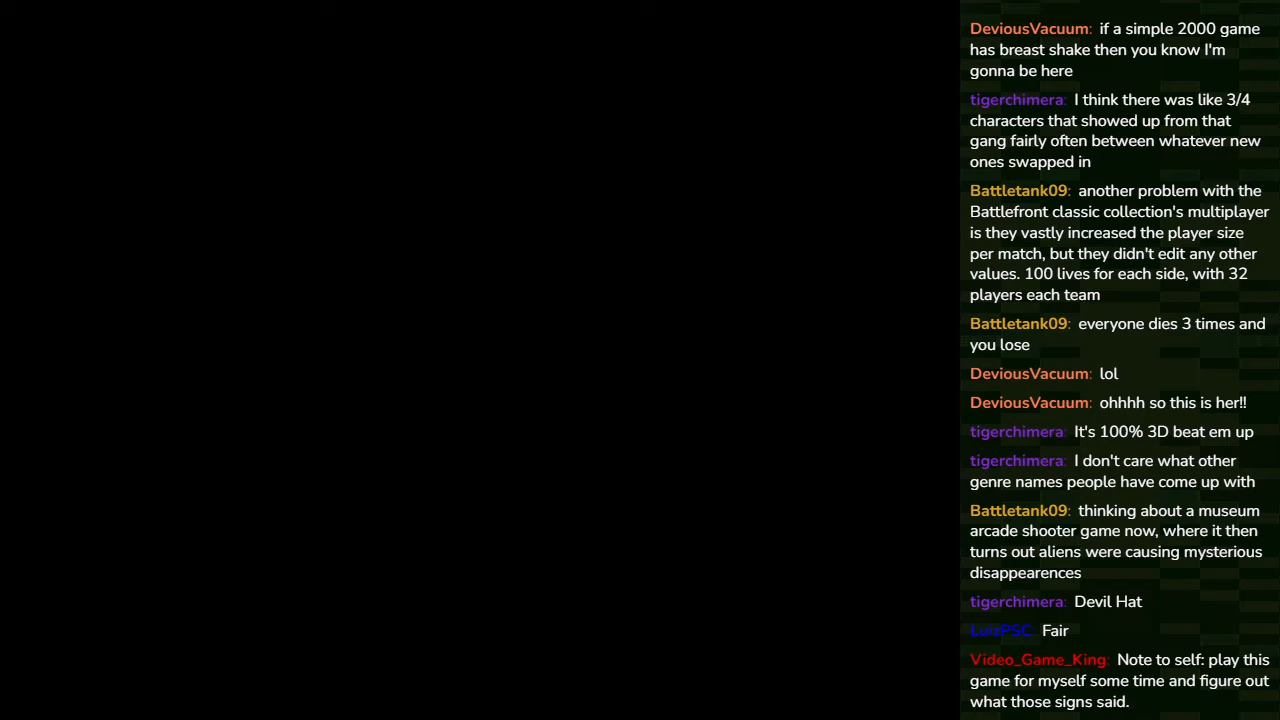 DeviousVacuum: if a simple 2000 game
has breast shake then you know I'm
gonna be here
tigerchimera: I think there was like 3/4
characters that showed up from that
gang fairly often between whatever new
ones swapped in
Battletank09: another problem with the
Battlefront classic collection's multiplayer
is they vastly increased the player size
per match, but they didn't edit any other
values. 100 lives for each side, with 32
players each team
Battletank09: everyone dies 3 times and
you lose
DeviousVacuum: lol
DeviousVacuum: ohhhh so this is her!!
tigerchimera: It's 100% 3D beat em up
tigerchimera: I don't care what other
genre names people have come up with
Battletank09: thinking about a museum
arcade shooter game now, where it then
turns out aliens were causing mysterious
disappearences
tigerchimera: Devil Hat
LuizPSC: Fair
Video_Game_King: Note to self: play this
game for myself some time and figure out
what those signs said.